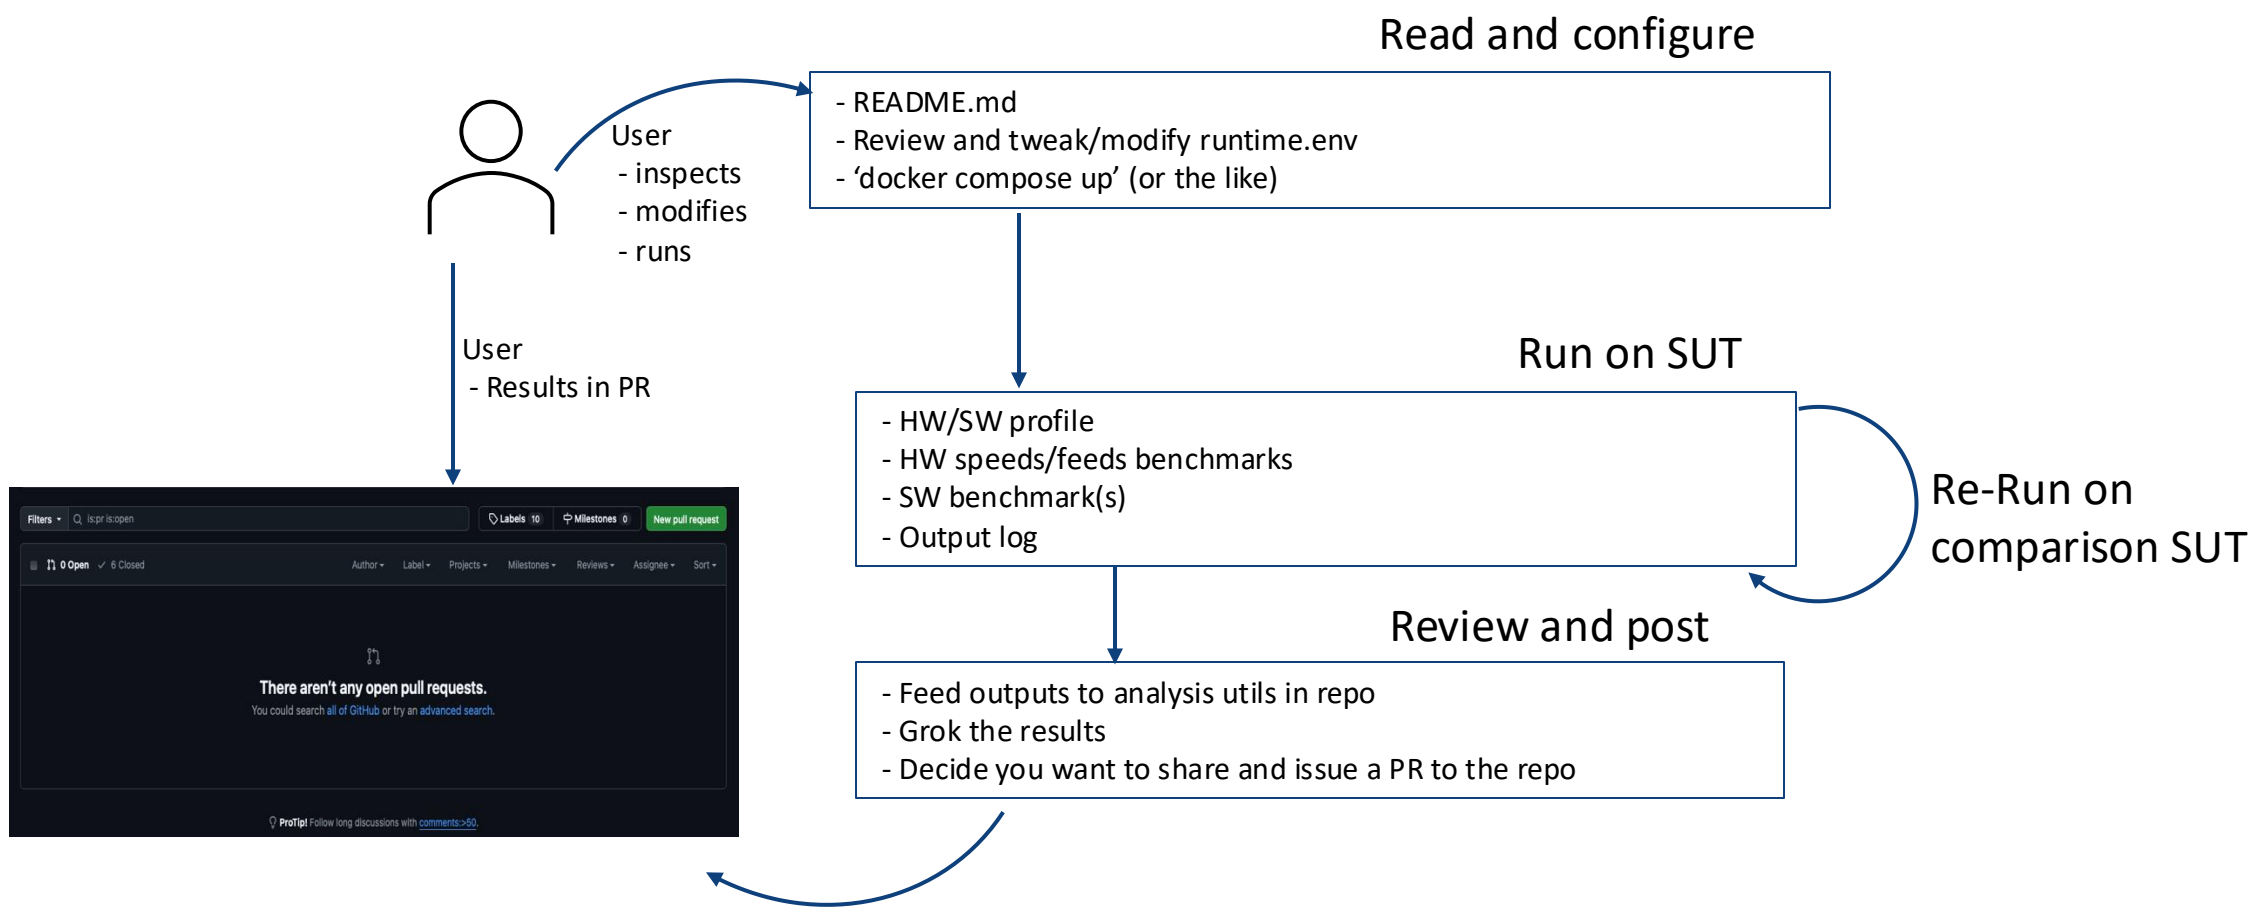 Read and configure
- README.md
- Review and tweak/modify runtime.env
- ‘docker compose up’ (or the like)
User
- inspects
- modifies
- runs
User
- Results in PR
Run on SUT
- HW/SW profile
- HW speeds/feeds benchmarks
- SW benchmark(s)
- Output log
Re-Run on
comparison SUT
Review and post
- Feed outputs to analysis utils in repo
- Grok the results
- Decide you want to share and issue a PR to the repo
Filters is:pr is:open Labels 10 Milestones 0 New pull request
0 Open 6 Closed Author Label Projects Milestones Reviews Assignee Sort
There aren’t any open pull requests.
You could search all of GitHub or try an advanced search.
ProTip! Follow long discussions with comments:>50.